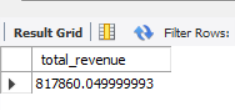 Result Grid Filter Rows:
total_revenue
817860.049999993